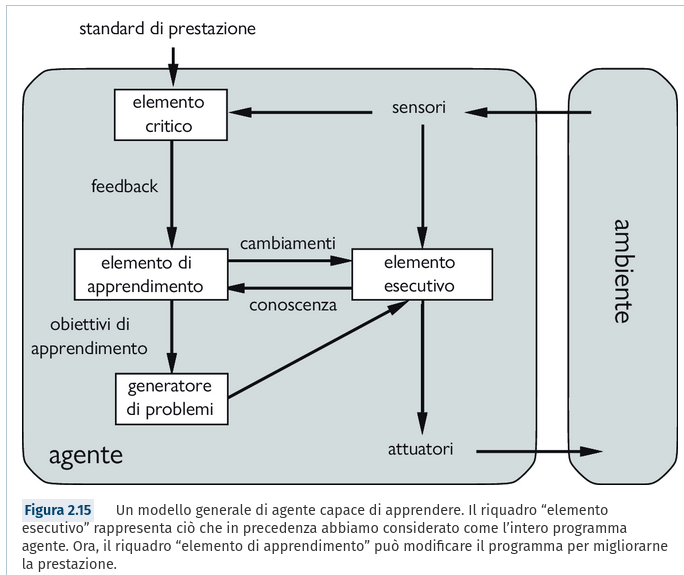 standard di prestazione
elemento
critico
sensori
feedback
cambiamenti
elemento di
apprendimento
elemento
esecutivo
conoscenza
obiettivi di
apprendimento
generatore
di problemi
agente
attuatori
ambiente
Figura 2.15 Un modello generale di agente capace di apprendere. Il riquadro “elemento
esecutivo” rappresenta ciò che in precedenza abbiamo considerato come l’intero programma
agente. Ora, il riquadro “elemento di apprendimento” può modificare il programma per migliorarne
la prestazione.